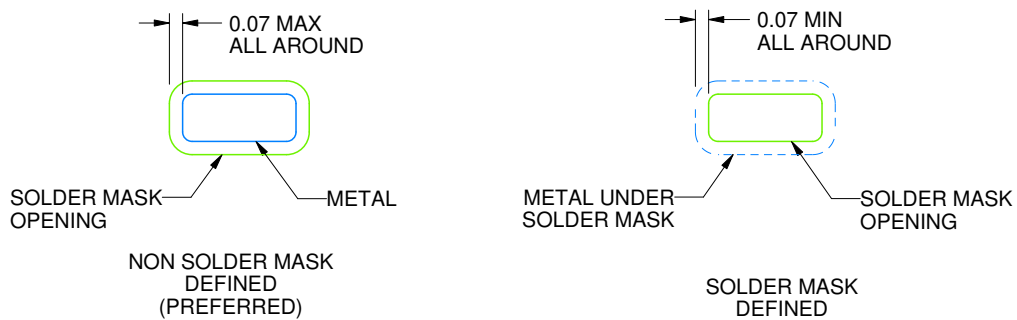 0.07 MAX
ALL AROUND
SOLDER MASK
OPENING
METAL
NON SOLDER MASK
DEFINED
(PREFERRED)
0.07 MIN
ALL AROUND
METAL UNDER
SOLDER MASK
SOLDER MASK
OPENING
SOLDER MASK
DEFINED